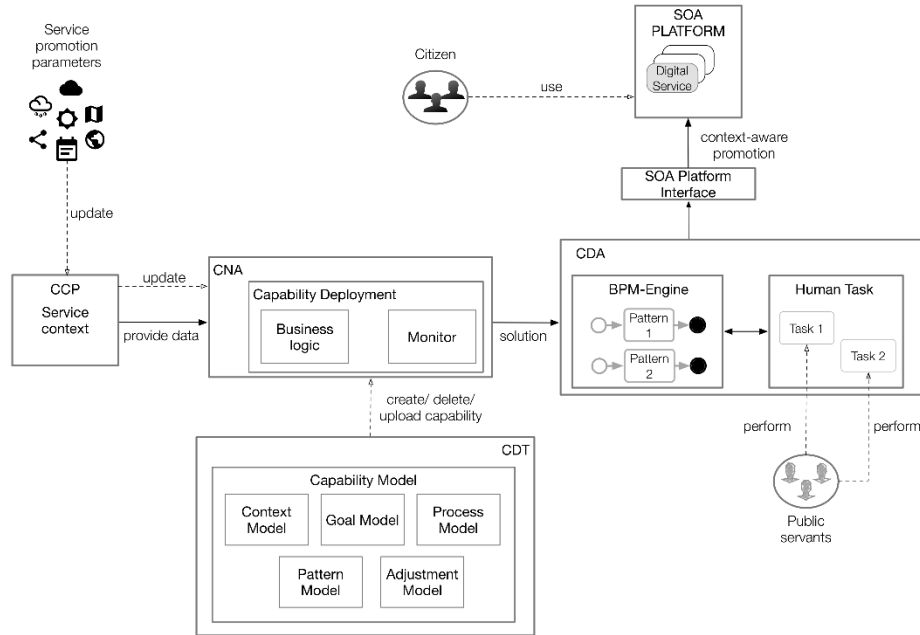 Service
promotion
parameters
SOA
PLATFORM
Digital
Service
Citizen
use
context-aware
promotion
SOA Platform
Interface
update
CCP
Service
context
update
provide data
CNA
Capability Deployment
Business
logic
Monitor
solution
CDA
BPM-Engine
Pattern
1
Pattern
2
Human Task
Task 1
Task 2
create/ delete/
upload capability
perform
perform
Public
servants
CDT
Capability Model
Context
Model
Goal Model
Process
Model
Pattern
Model
Adjustment
Model